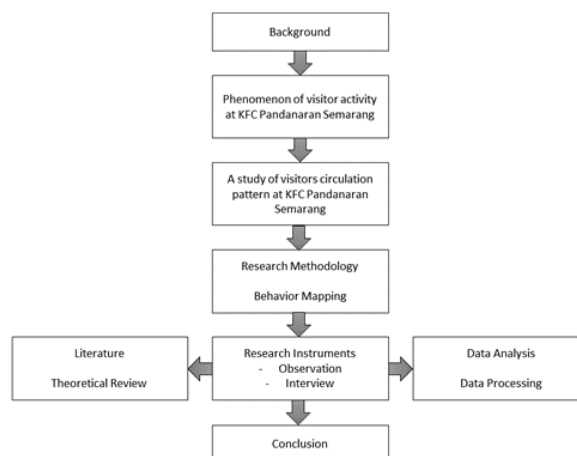 Background
Phenomenon of visitor activity
at KFC Pandanaran Semarang
A study of visitors circulation
pattern at KFC Pandanaran
Semarang
Research Methodology
Behavior Mapping
Literature
Theoretical Review
Research Instruments
- Observation
- Interview
Data Analysis
Data Processing
Conclusion